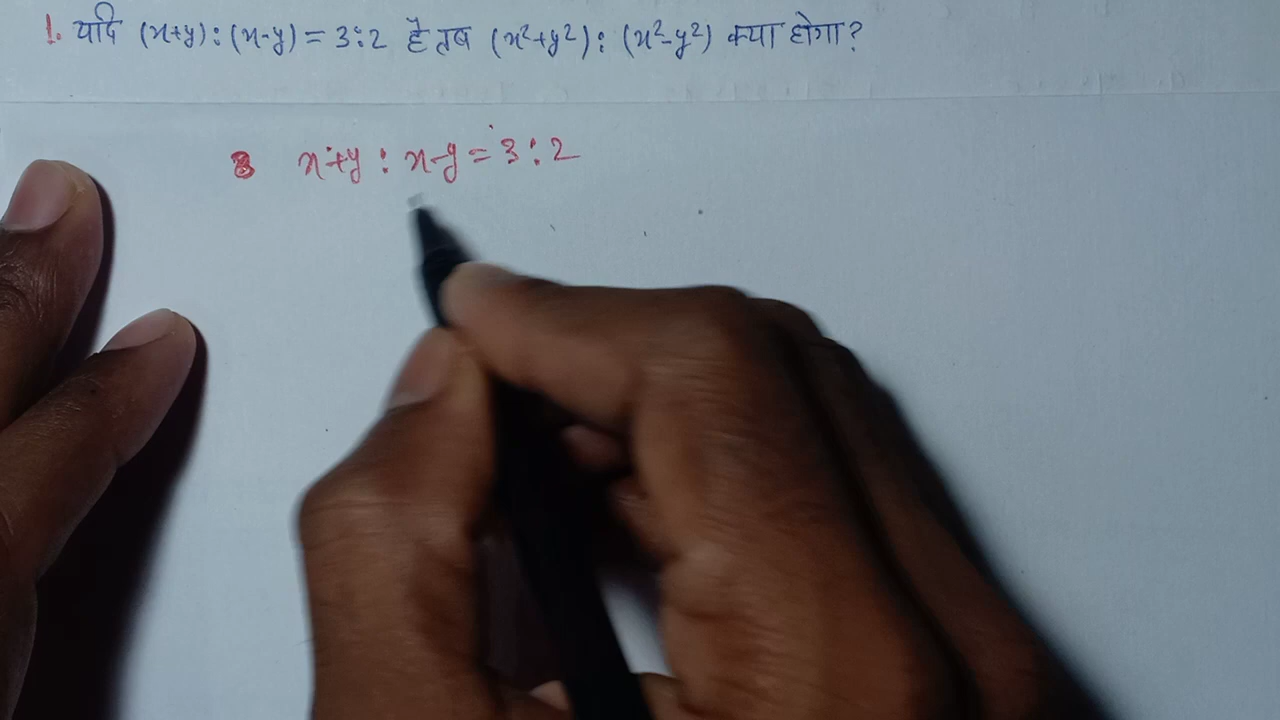 1. यदि (x+y):(x-y) = 3:2 है तब (x²+y²): (x²-y²) क्या होगा?
x+y : x-y = 3:2